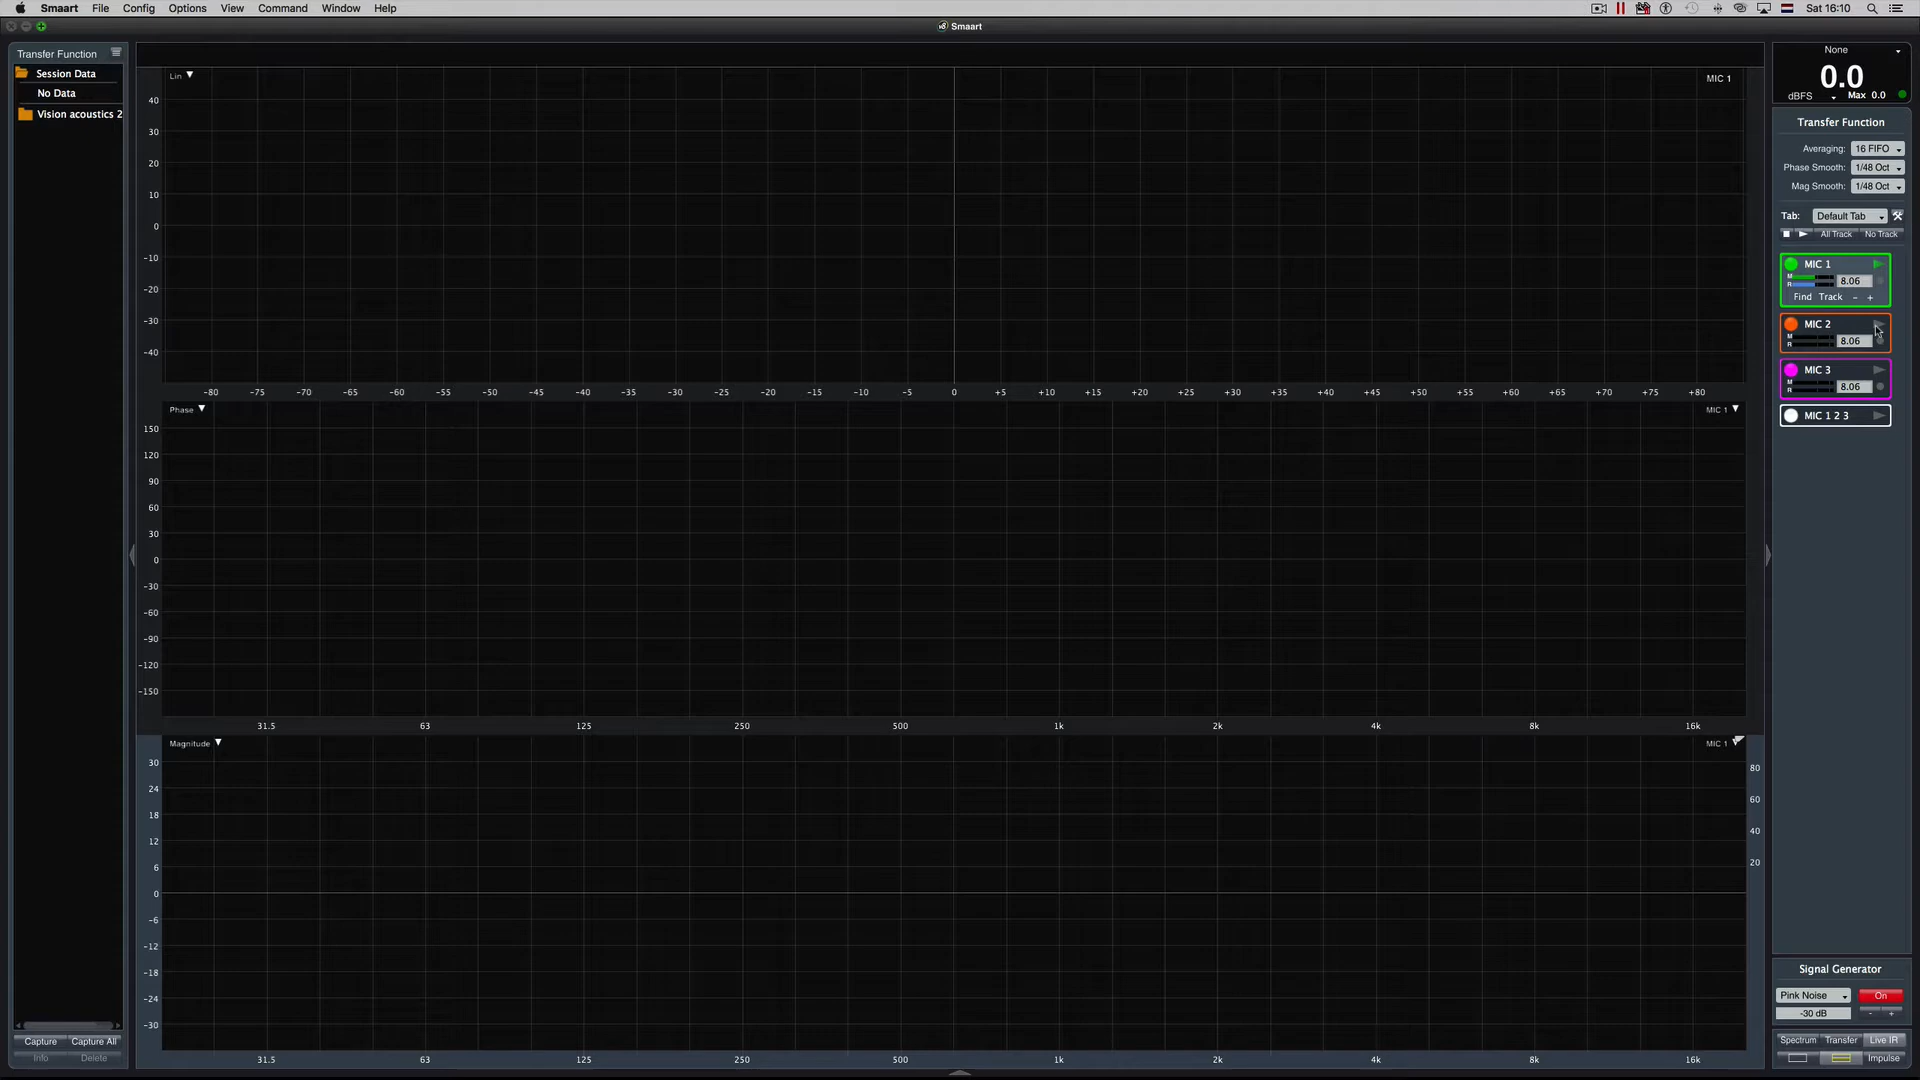 Smaart File Config Options View Command Window Help Sat 16:10
Smaart
Transfer Function
Session Data
No Data
Vision acoustics 2
Capture Capture All
Info Delete
Lin MIC 1
40
30
20
10
0
-10
-20
-30
-40
-80 -75 -70 -65 -60 -55 -50 -45 -40 -35 -30 -25 -20 -15 -10 -5 0 +5 +10 +15 +20 +25 +30 +35 +40 +45 +50 +55 +60 +65 +70 +75 +80
Phase MIC 1
150
120
90
60
30
0
-30
-60
-90
-120
-150
31.5 63 125 250 500 1k 2k 4k 8k 16k
Magnitude MIC 1
30
24
18
12
6
0
-6
-12
-18
-24
-30
80
60
40
20
31.5 63 125 250 500 1k 2k 4k 8k 16k
None
0.0
dBFS Max 0.0
Transfer Function
Averaging: 16 FIFO
Phase Smooth: 1/48 Oct
Mag Smooth: 1/48 Oct
Tab: Default Tab
All Track No Track
MIC 1
M
R 8.06
Find Track - +
MIC 2
M
R 8.06
MIC 3
M
R 8.06
MIC 1 2 3
Signal Generator
Pink Noise On
-30 dB - +
Spectrum Transfer Live IR
Impulse